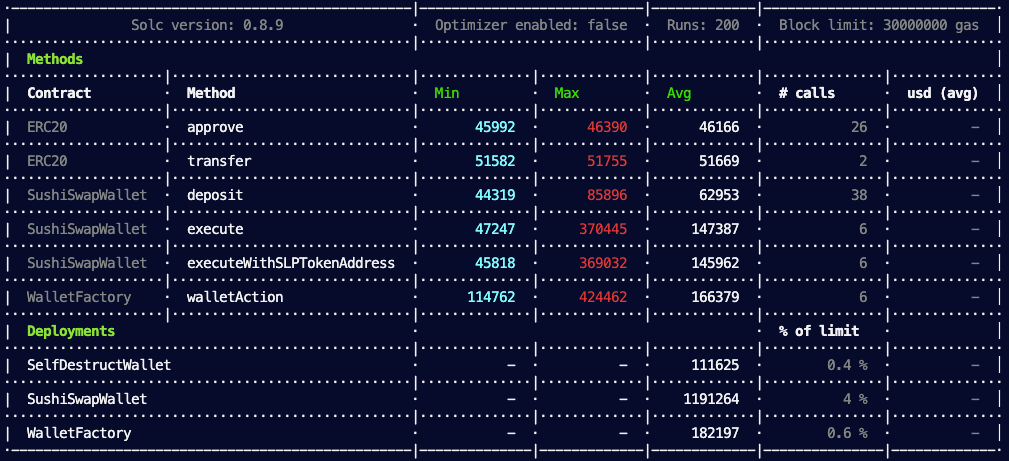 Solc version: 0.8.9 Optimizer enabled: false Runs: 200 Block limit: 30000000 gas
Methods
Contract Method Min Max Avg # calls usd (avg)
ERC20 approve 45992 46390 46166 26 –
ERC20 transfer 51582 51755 51669 2 –
SushiSwapWallet deposit 44319 85896 62953 38 –
SushiSwapWallet execute 47247 370445 147387 6 –
SushiSwapWallet executeWithSLPTokenAddress 45818 369032 145962 6 –
WalletFactory walletAction 114762 424462 166379 6 –
Deployments % of limit
SelfDestructWallet – – 111625 0.4 % –
SushiSwapWallet – – 1191264 4 % –
WalletFactory – – 182197 0.6 % –